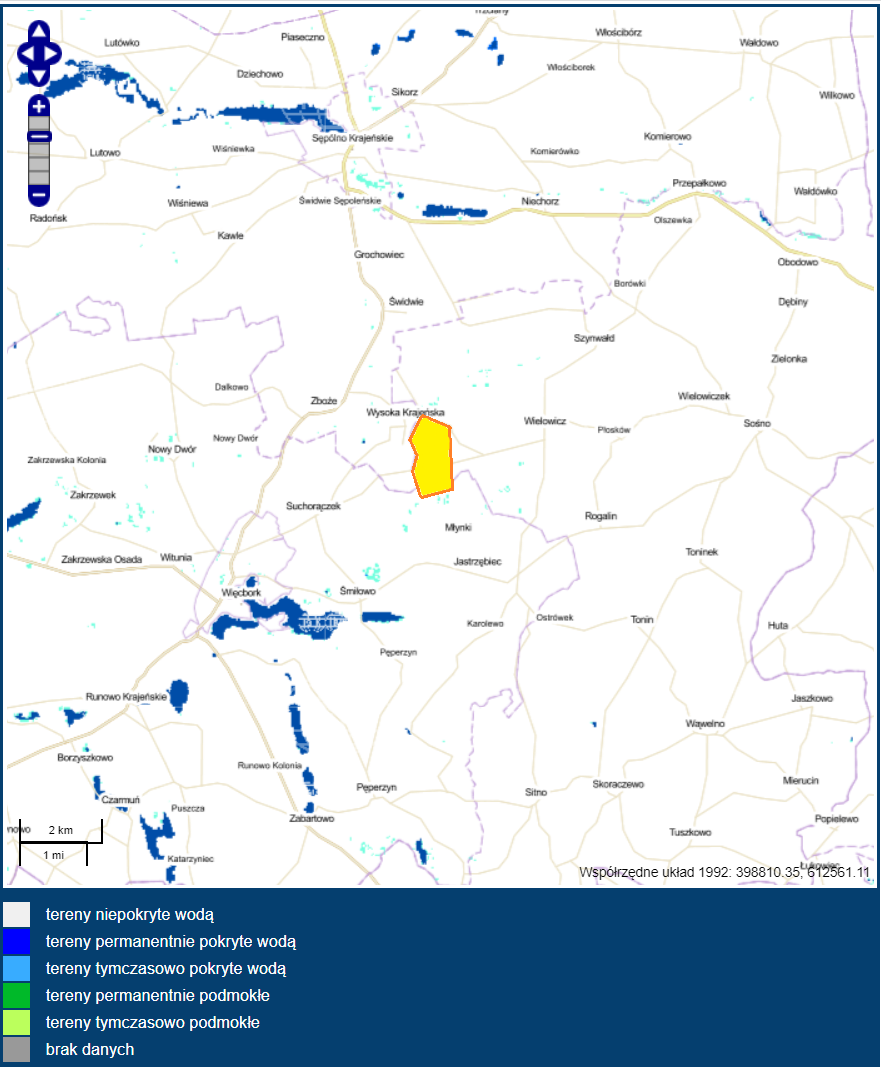 Trzciany
Lutówko
Piaseczno
Włościbórz
Wałdowo
Dziechowo
Włościborek
Sikorz
Wilkowo
Sępólno Krajeńskie
Komierowo
Lutowo
Wiśniewka
Komierówko
Przepałkowo
Wałdówko
Radońsk
Wiśniewa
Świdwie Sępoleńskie
Niechorz
Olszewka
Kawle
Grochowiec
Obodowo
Borówki
Świdwie
Dębiny
Szynwałd
Zielonka
Dalkowo
Zboże
Wysoka Krajeńska
Wielowiczek
Wielowicz
Płosków
Sośno
Nowy Dwór
Nowy Dwór
Zakrzewska Kolonia
Zakrzewek
Suchorączek
Rogalin
Młynki
Toninek
Zakrzewska Osada
Witunia
Jastrzębiec
Więcbork
Śmiłowo
Karolewo
Ostrówek
Tonin
Huta
Pęperzyn
Runowo Krajeńskie
Jaszkowo
Wąwelno
Borzyszkowo
Runowo Kolonia
Pęperzyn
Sitno
Skoraczewo
Mierucin
Czarmuń
Puszcza
Zabartowo
Popielewo
nowo
2 km
Tuszkowo
1 mi
Katarzyniec
Łukowiec
Współrzędne układ 1992: 398810.35, 612561.11
tereny niepokryte wodą
tereny permanentnie pokryte wodą
tereny tymczasowo pokryte wodą
tereny permanentnie podmokłe
tereny tymczasowo podmokłe
brak danych